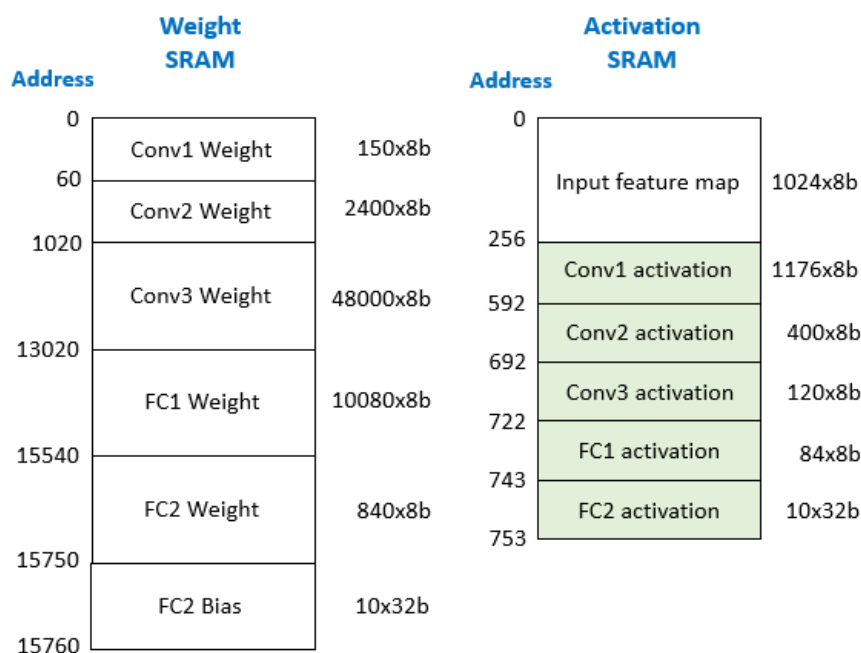 Weight
SRAM
Address
0
Conv1 Weight
150x8b
60
Conv2 Weight
2400x8b
1020
Conv3 Weight
48000x8b
13020
FC1 Weight
10080x8b
15540
FC2 Weight
840x8b
15750
FC2 Bias
10x32b
15760
Activation
SRAM
Address
0
Input feature map
1024x8b
256
Conv1 activation
1176x8b
592
Conv2 activation
400x8b
692
Conv3 activation
120x8b
722
FC1 activation
84x8b
743
FC2 activation
10x32b
753